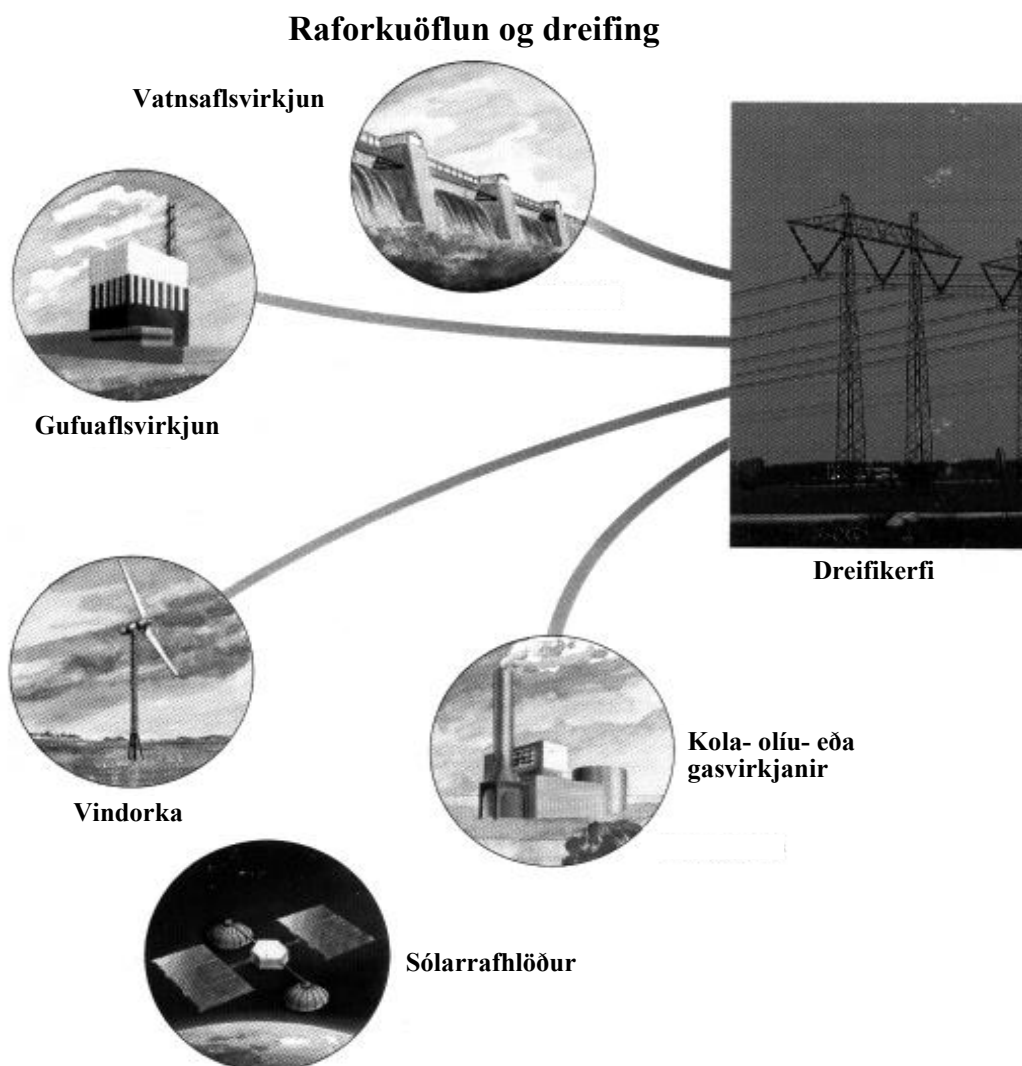 Raforkuöflun og dreifing
Vatnsaflsvirkjun
Gufuaflsvirkjun
Dreifikerfi
Vindorka
Kola- olíu- eða
gasvirkjanir
Sólarrafhlöður